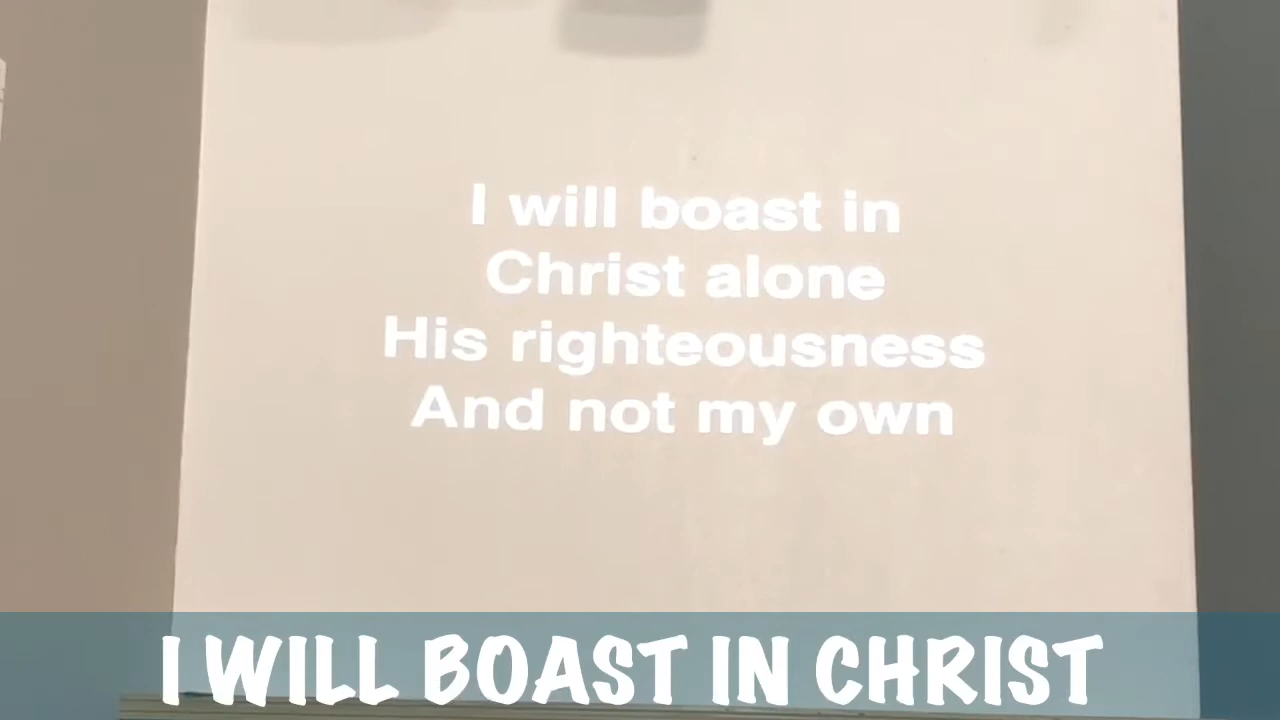 I will boast in
Christ alone
His righteousness
And not my own
I WILL BOAST IN CHRIST